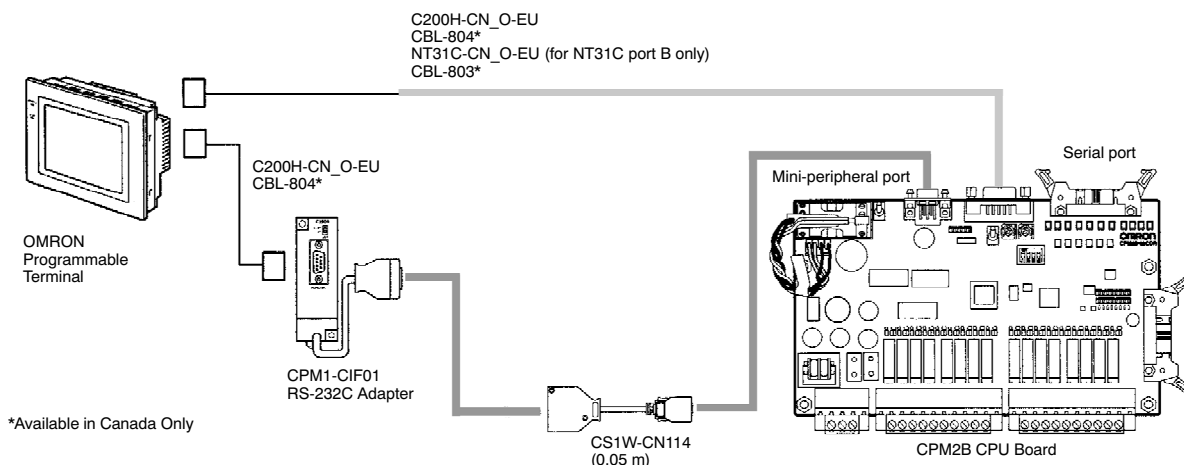 C200H-CN_O-EU
CBL-804*
NT31C-CN_O-EU (for NT31C port B only)
CBL-803*
Serial port
Mini-peripheral port
C200H-CN_O-EU
CBL-804*
OMRON
Programmable
Terminal
omron
CPM1-CIF01
RS-232C Adapter
*Available in Canada Only
CS1W-CN114
(0.05 m)
CPM2B CPU Board